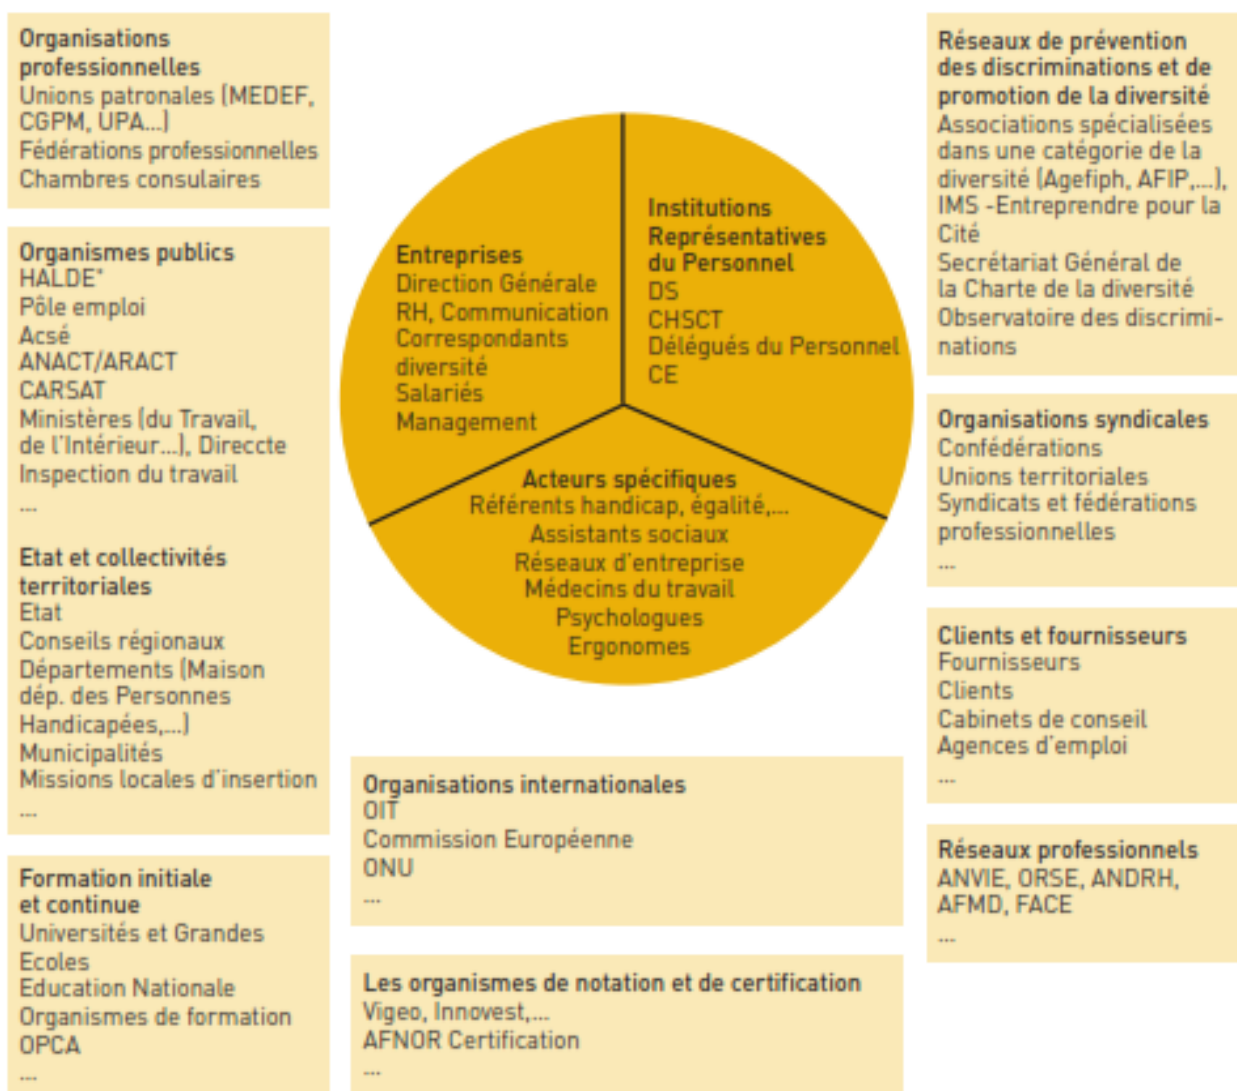 Organisations
professionnelles
Unions patronales (MEDEF,
CGPM, UPA...)
Fédérations professionnelles
Chambres consulaires
Organismes publics
HALDE*
Pôle emploi
Acsé
ANACT/ARACT
CARSAT
Ministères (du Travail,
de l'Intérieur...), Direccte
Inspection du travail
...
Etat et collectivités
territoriales
Etat
Conseils régionaux
Départements (Maison
dép. des Personnes
Handicapées,...)
Municipalités
Missions locales d'insertion
...
Formation initiale
et continue
Universités et Grandes
Ecoles
Education Nationale
Organismes de formation
OPCA
...
Entreprises
Direction Générale
RH, Communication
Correspondants
diversité
Salariés
Management
Institutions
Représentatives
du Personnel
DS
CHSCT
Délégués du Personnel
CE
Acteurs spécifiques
Référents handicap, égalité,...
Assistants sociaux
Réseaux d'entreprise
Médecins du travail
Psychologues
Ergonomes
Organisations internationales
OIT
Commission Européenne
ONU
...
Les organismes de notation et de certification
Vigeo, Innovest,...
AFNOR Certification
...
Réseaux de prévention
des discriminations et de
promotion de la diversité
Associations spécialisées
dans une catégorie de la
diversité (Agefiph, AFIP,...),
IMS -Entreprendre pour la
Cité
Secrétariat Général de
la Charte de la diversité
Observatoire des discrimi-
nations
Organisations syndicales
Confédérations
Unions territoriales
Syndicats et fédérations
professionnelles
...
Clients et fournisseurs
Fournisseurs
Clients
Cabinets de conseil
Agences d'emploi
...
Réseaux professionnels
ANVIE, ORSE, ANDRH,
AFMD, FACE
...